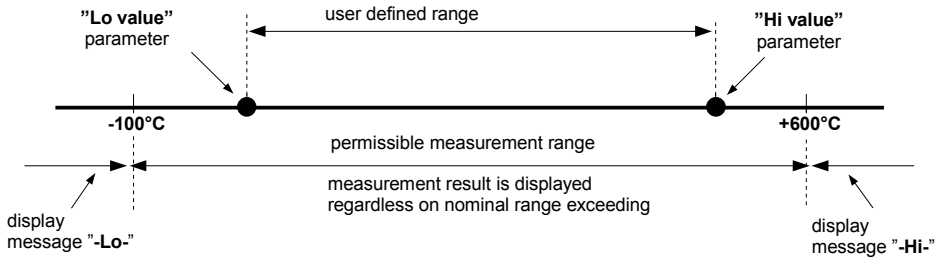 ”Lo value”
parameter
user defined range
”Hi value”
parameter
-100°C
+600°C
permissible measurement range
measurement result is displayed
regardless on nominal range exceeding
display
message ”-Lo-”
display
message ”-Hi-”